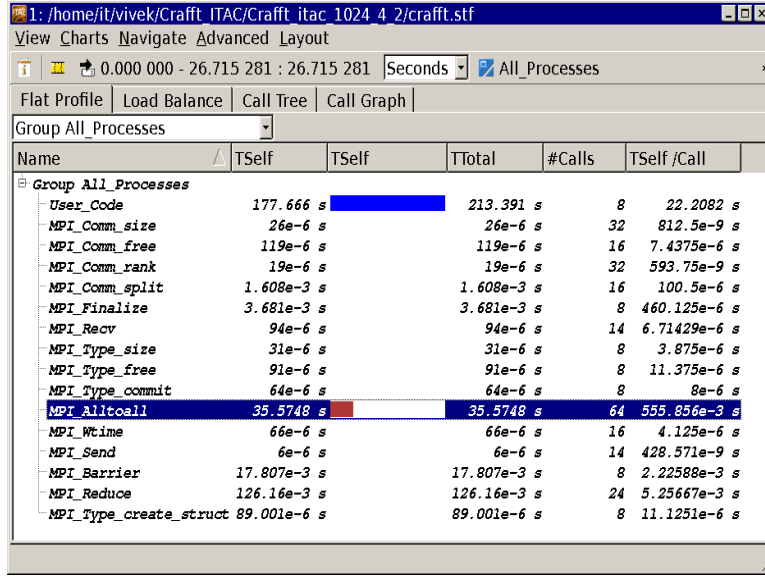 1: /home/it/vivek/Crafft_ITAC/Crafft_itac_1024_4_2/crafft.stf
View Charts Navigate Advanced Layout
0.000 000 - 26.715 281 : 26.715 281 Seconds All_Processes
Flat Profile Load Balance Call Tree Call Graph
Group All_Processes
Name TSelf TSelf TTotal #Calls TSelf /Call
Group All_Processes
User_Code 177.666 s 213.391 s 8 22.2082 s
MPI_Comm_size 26e-6 s 26e-6 s 32 812.5e-9 s
MPI_Comm_free 119e-6 s 119e-6 s 16 7.4375e-6 s
MPI_Comm_rank 19e-6 s 19e-6 s 32 593.75e-9 s
MPI_Comm_split 1.608e-3 s 1.608e-3 s 16 100.5e-6 s
MPI_Finalize 3.681e-3 s 3.681e-3 s 8 460.125e-6 s
MPI_Recv 94e-6 s 94e-6 s 14 6.71429e-6 s
MPI_Type_size 31e-6 s 31e-6 s 8 3.875e-6 s
MPI_Type_free 91e-6 s 91e-6 s 8 11.375e-6 s
MPI_Type_commit 64e-6 s 64e-6 s 8 8e-6 s
MPI_Alltoall 35.5748 s 35.5748 s 64 555.856e-3 s
MPI_Wtime 66e-6 s 66e-6 s 16 4.125e-6 s
MPI_Send 6e-6 s 6e-6 s 14 428.571e-9 s
MPI_Barrier 17.807e-3 s 17.807e-3 s 8 2.22588e-3 s
MPI_Reduce 126.16e-3 s 126.16e-3 s 24 5.25667e-3 s
MPI_Type_create_struct 89.001e-6 s 89.001e-6 s 8 11.1251e-6 s